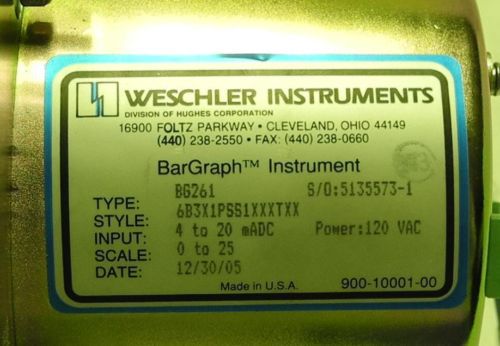 WESCHLER INSTRUMENTS
DIVISION OF HUGHES CORPORATION
16900 FOLTZ PARKWAY • CLEVELAND, OHIO 44149
(440) 238-2550 • FAX: (440) 238-0660
BarGraph™ Instrument
TYPE: BG261 S/O:5135573-1
STYLE: 6B3X1PSS1XXXTXX
INPUT: 4 to 20 mADC Power:120 VAC
SCALE: 0 to 25
DATE: 12/30/05
Made in U.S.A. 900-10001-00